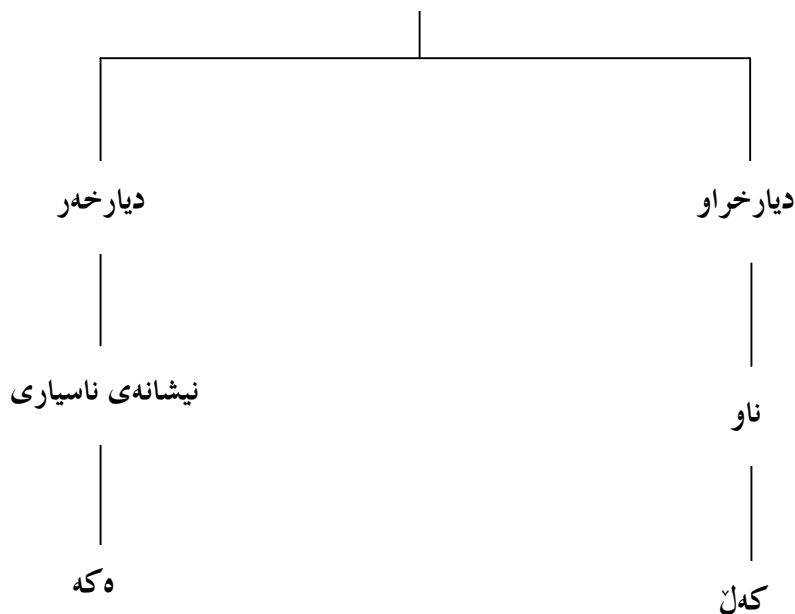 دیارخراو
دیارخەر
ناو
نیشانەی ناسیاری
کەڵ
ەکە